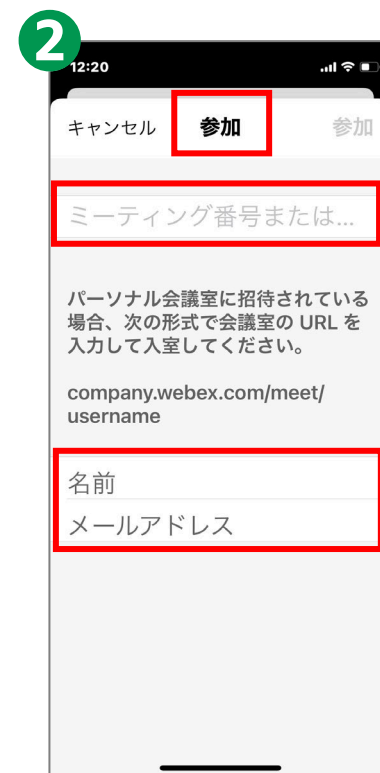 2
12:20
キャンセル 参加 参加
ミーティング番号または...
パーソナル会議室に招待されている
場合、次の形式で会議室の URL を
入力して入室してください。
company.webex.com/meet/
username
名前
メールアドレス